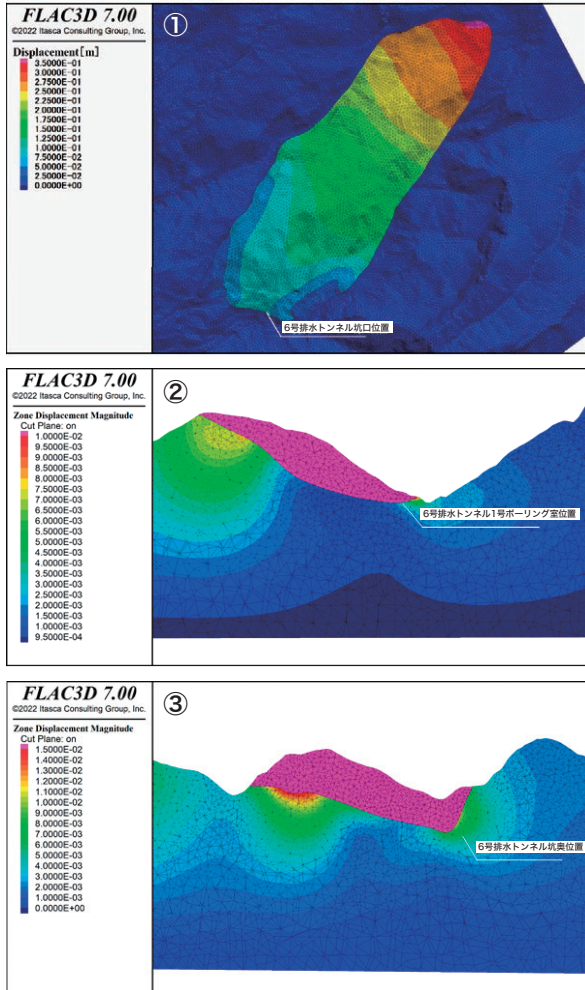 FLAC3D 7.00
©2022 Itasca Consulting Group, Inc.
Displacement[m]
3.5000E-01
3.0000E-01
2.7500E-01
2.5000E-01
2.2500E-01
2.0000E-01
1.7500E-01
1.5000E-01
1.2500E-01
1.0000E-01
7.5000E-02
5.0000E-02
2.5000E-02
0.0000E+00
①
6号排水トンネル坑口位置
FLAC3D 7.00
©2022 Itasca Consulting Group, Inc.
Zone Displacement Magnitude
Cut Plane: on
1.0000E-02
9.5000E-03
9.0000E-03
8.5000E-03
8.0000E-03
7.5000E-03
7.0000E-03
6.5000E-03
6.0000E-03
5.5000E-03
5.0000E-03
4.5000E-03
4.0000E-03
3.5000E-03
3.0000E-03
2.5000E-03
2.0000E-03
1.5000E-03
1.0000E-03
9.5000E-04
②
6号排水トンネル1号ボーリング室位置
FLAC3D 7.00
©2022 Itasca Consulting Group, Inc.
Zone Displacement Magnitude
Cut Plane: on
1.5000E-02
1.4000E-02
1.3000E-02
1.2000E-02
1.1000E-02
1.0000E-02
9.0000E-03
8.0000E-03
7.0000E-03
6.0000E-03
5.0000E-03
4.0000E-03
3.0000E-03
2.0000E-03
1.0000E-03
0.0000E+00
③
6号排水トンネル坑奥位置